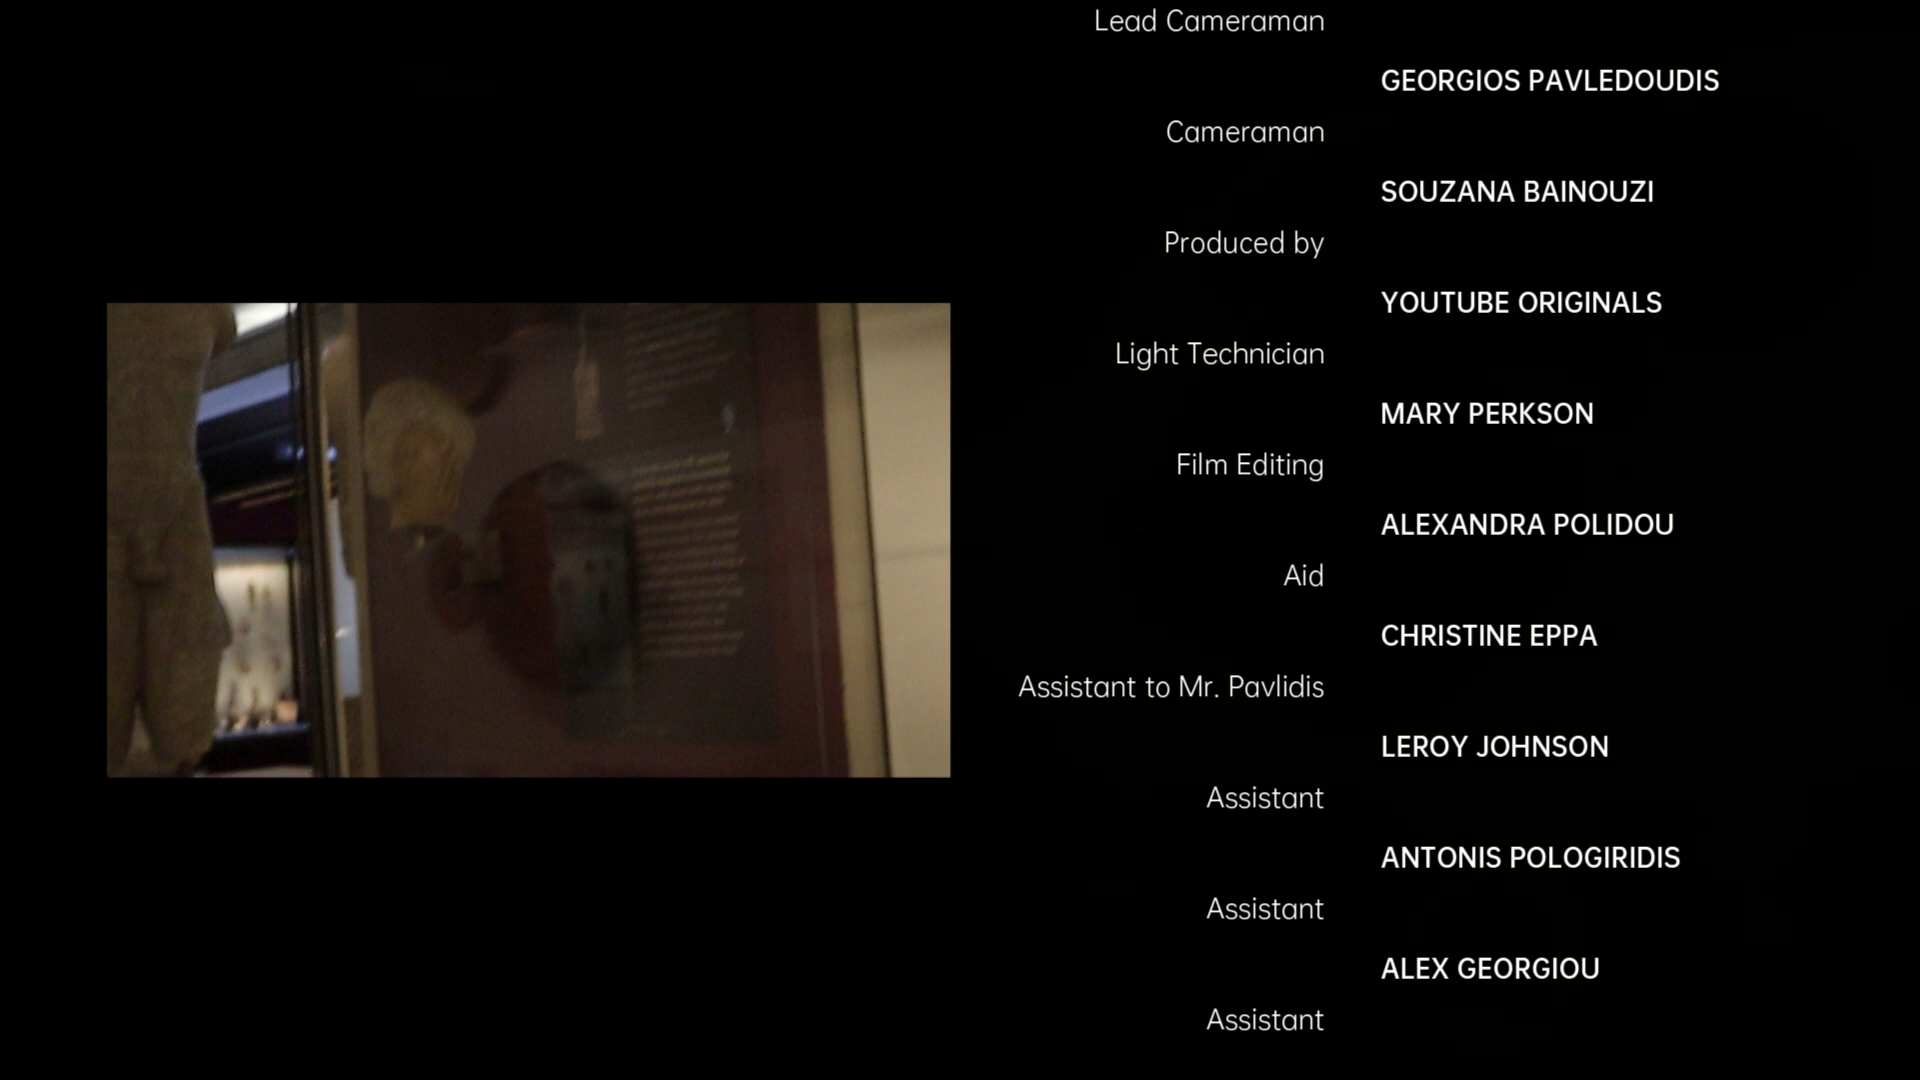 Lead Cameraman
GEORGIOS PAVLEDOUDIS
Cameraman
SOUZANA BAINOUZI
Produced by
YOUTUBE ORIGINALS
Light Technician
MARY PERKSON
Film Editing
ALEXANDRA POLIDOU
Aid
CHRISTINE EPPA
Assistant to Mr. Pavlidis
LEROY JOHNSON
Assistant
ANTONIS POLOGIRIDIS
Assistant
ALEX GEORGIOU
Assistant